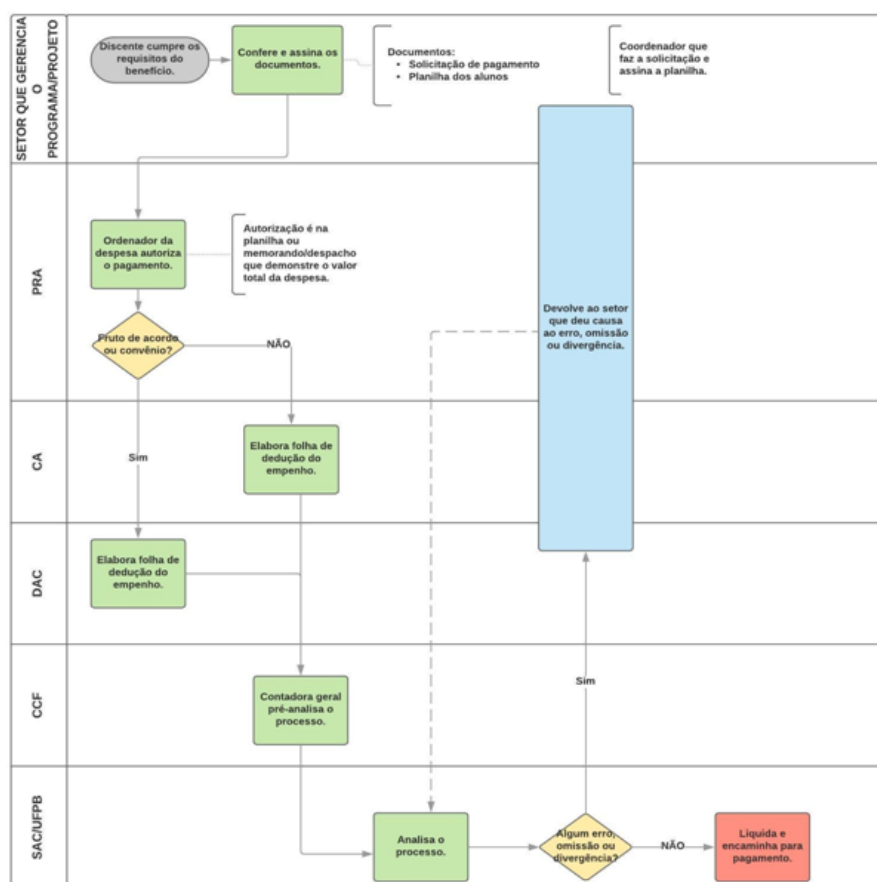 SETOR QUE GERENCIA
O
PROGRAMA/PROJETO
Discente cumpre os
requisitos do
benefício.
Confere e assina os
documentos.
Documentos:
• Solicitação de pagamento
• Planilha dos alunos
Coordenador que
faz a solicitação e
assina a planilha.
PRA
Ordenador da
despesa autoriza
o pagamento.
Autorização é na
planilha ou
memorando/despacho
que demonstre o valor
total da despesa.
Devolve ao setor
que deu causa
ao erro, omissão
ou divergência.
Fruto de acordo
ou convênio?
NÃO
CA
Sim
Elabora folha de
dedução do
empenho.
DAC
Elabora folha de
dedução do
empenho.
CCF
Contadora geral
pré-analisa o
processo.
Sim
SAC/UFPB
Analisa o
processo.
Algum erro,
omissão ou
divergência?
NÃO
Liquida e
encaminha para
pagamento.